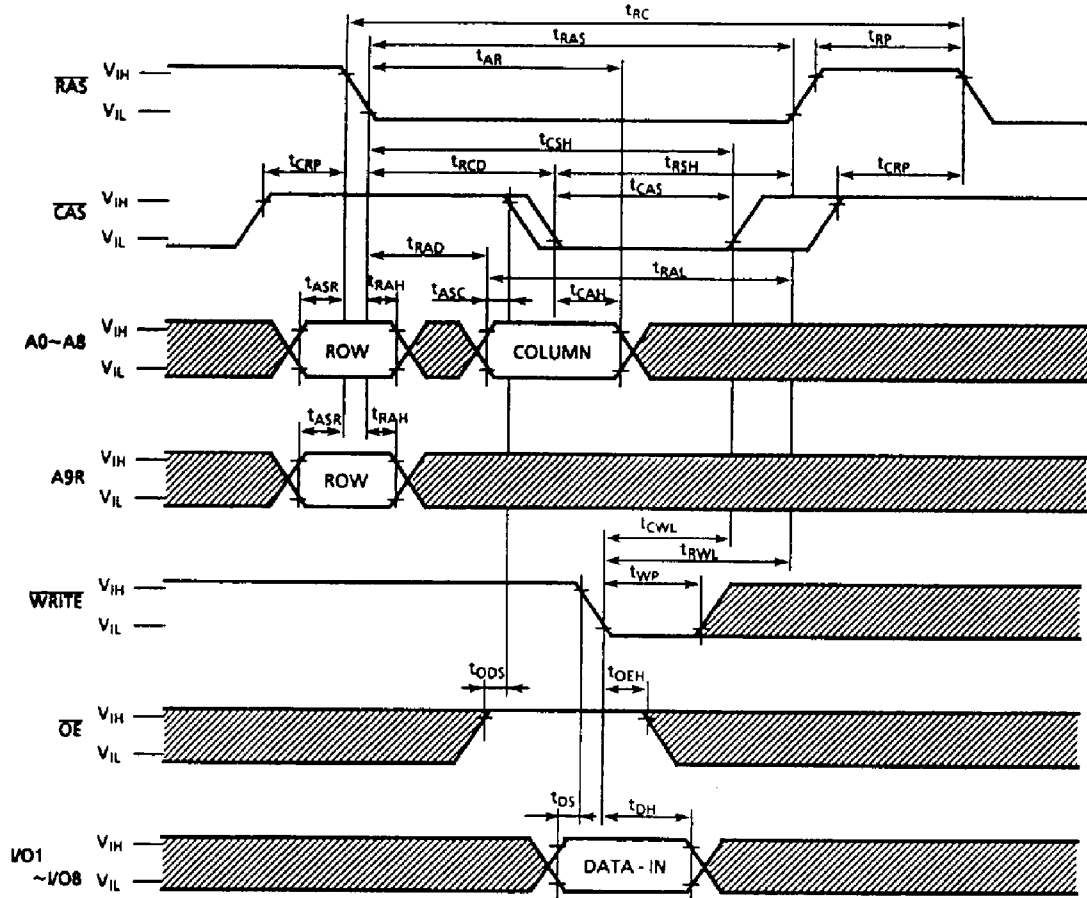 tRC
tRAS
tRP
tAR
RAS
VIH
VIL
tCSH
tCRP
tRCD
tRSH
tCRP
tCAS
CAS
VIH
VIL
tRAD
tRAL
tASR
tRAH
tASC
tCAH
A0~A8
VIH
VIL
ROW
COLUMN
tASR
tRAH
A9R
VIH
VIL
ROW
tCWL
tRWL
tWP
WRITE
VIH
VIL
tODS
tOEH
OE
VIH
VIL
tDS
tDH
I/O1
~I/O8
VIH
VIL
DATA - IN